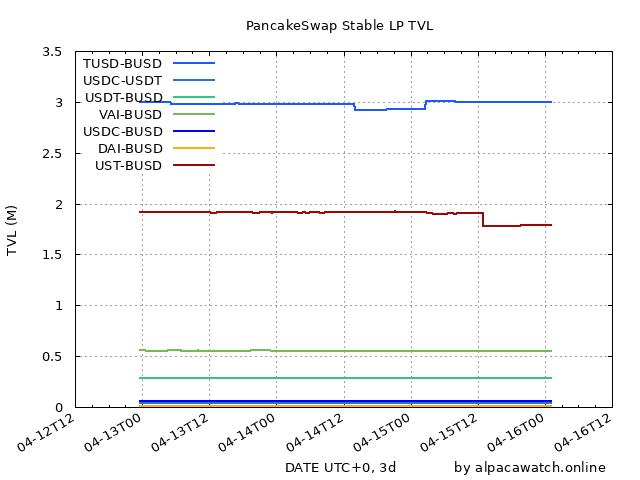 PancakeSwap Stable LP TVL
3.5
3
2.5
2
1.5
1
0.5
0
TVL (M)
TUSD-BUSD
USDC-USDT
USDT-BUSD
VAI-BUSD
USDC-BUSD
DAI-BUSD
UST-BUSD
04-12T12 04-13T00 04-13T12 04-14T00 04-14T12 04-15T00 04-15T12 04-16T00 04-16T12
DATE UTC+0, 3d by alpacawatch.online